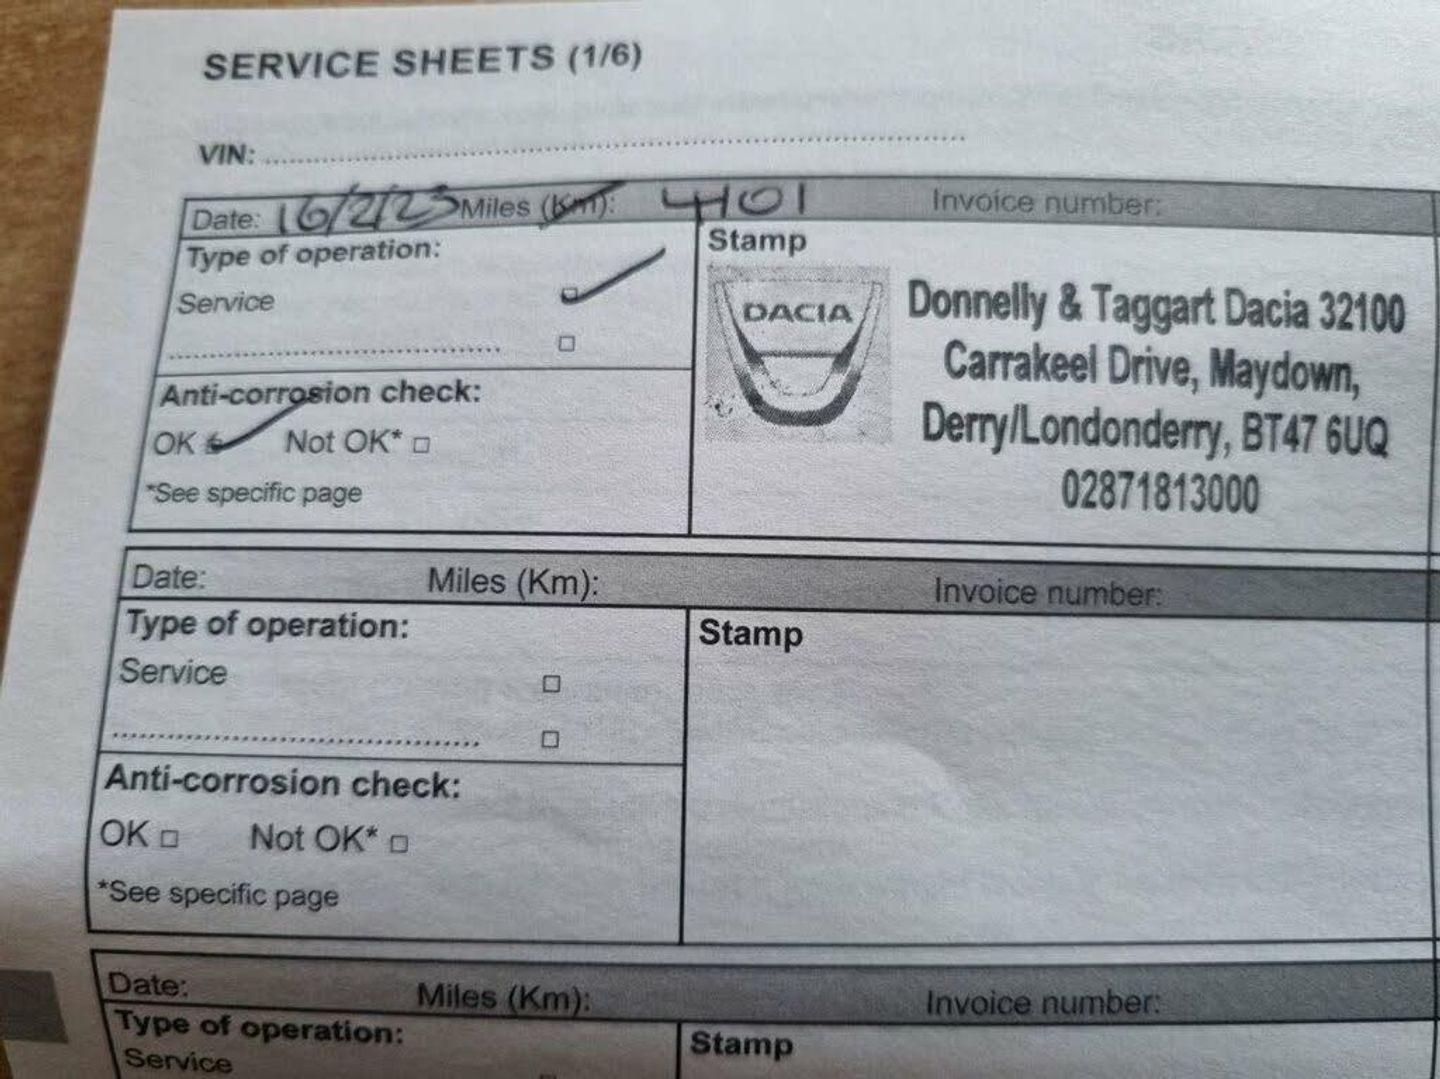 SERVICE SHEETS (1/6)
VIN:
Date: 16/2/23 Miles (Km): 4401 Invoice number:
Type of operation:
Service
Anti-corrosion check:
OK Not OK*
*See specific page
Stamp
DACIA
Donnelly & Taggart Dacia 32100
Carrakeel Drive, Maydown,
Derry/Londonderry, BT47 6UQ
02871813000
Date: Miles (Km): Invoice number:
Type of operation:
Service
Anti-corrosion check:
OK Not OK*
*See specific page
Stamp
Date: Miles (Km): Invoice number:
Type of operation:
Service
Stamp